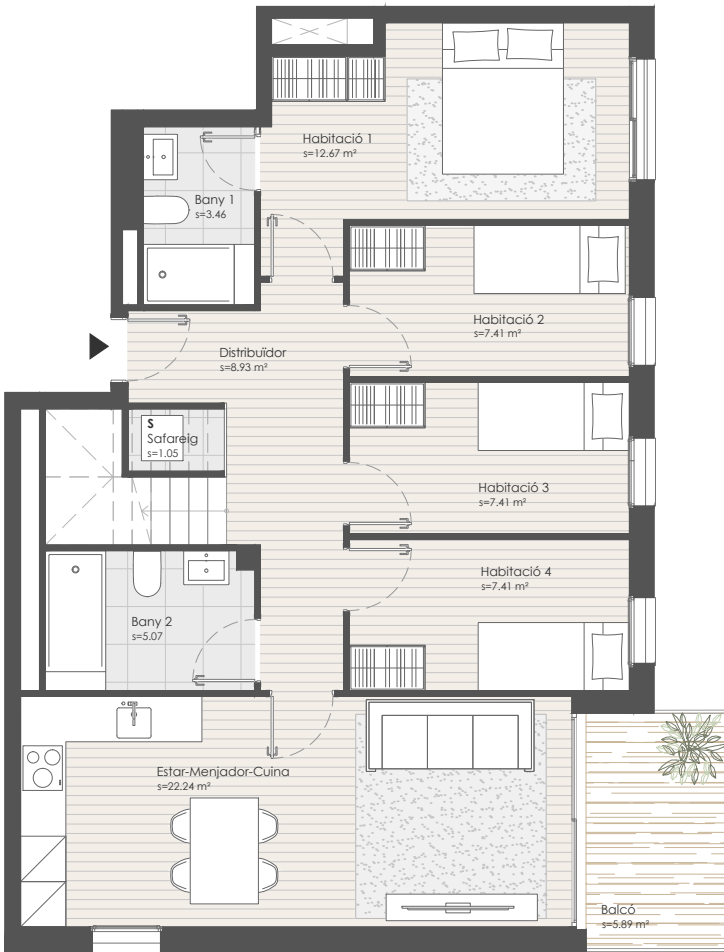 Habitació 1
s=12.67 m²
Bany 1
s=3.46
Habitació 2
s=7.41 m²
Distribuïdor
s=8.93 m²
S
Safareig
s=1.05
Habitació 3
s=7.41 m²
Habitació 4
s=7.41 m²
Bany 2
s=5.07
Estar-Menjador-Cuina
s=22.24 m²
Balcó
s=5.89 m²